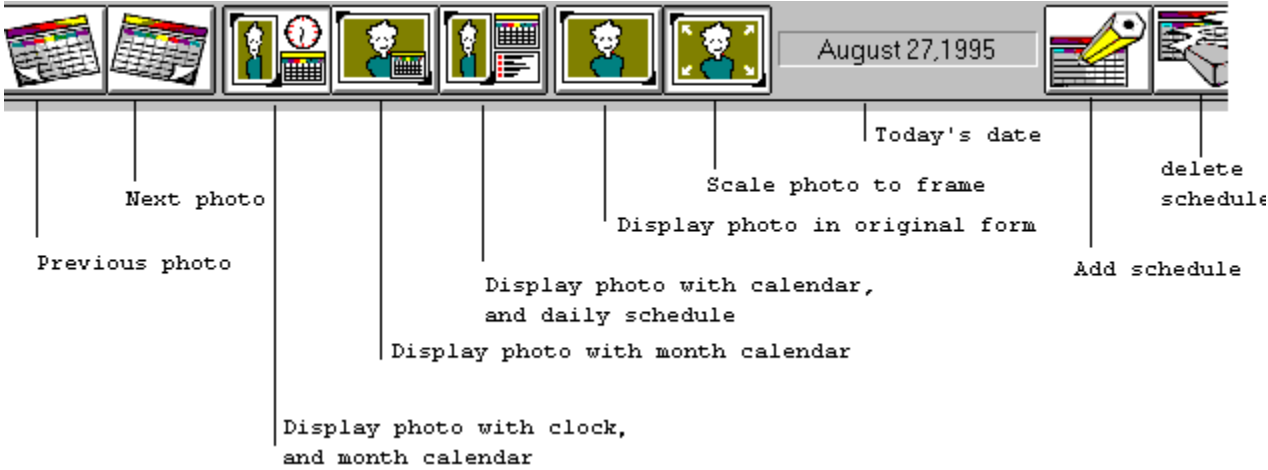 August 27,1995
Today's date
delete
schedule
Scale photo to frame
Next photo
Display photo in original form
Previous photo
Add schedule
Display photo with calendar,
and daily schedule
Display photo with month calendar
Display photo with clock,
and month calendar